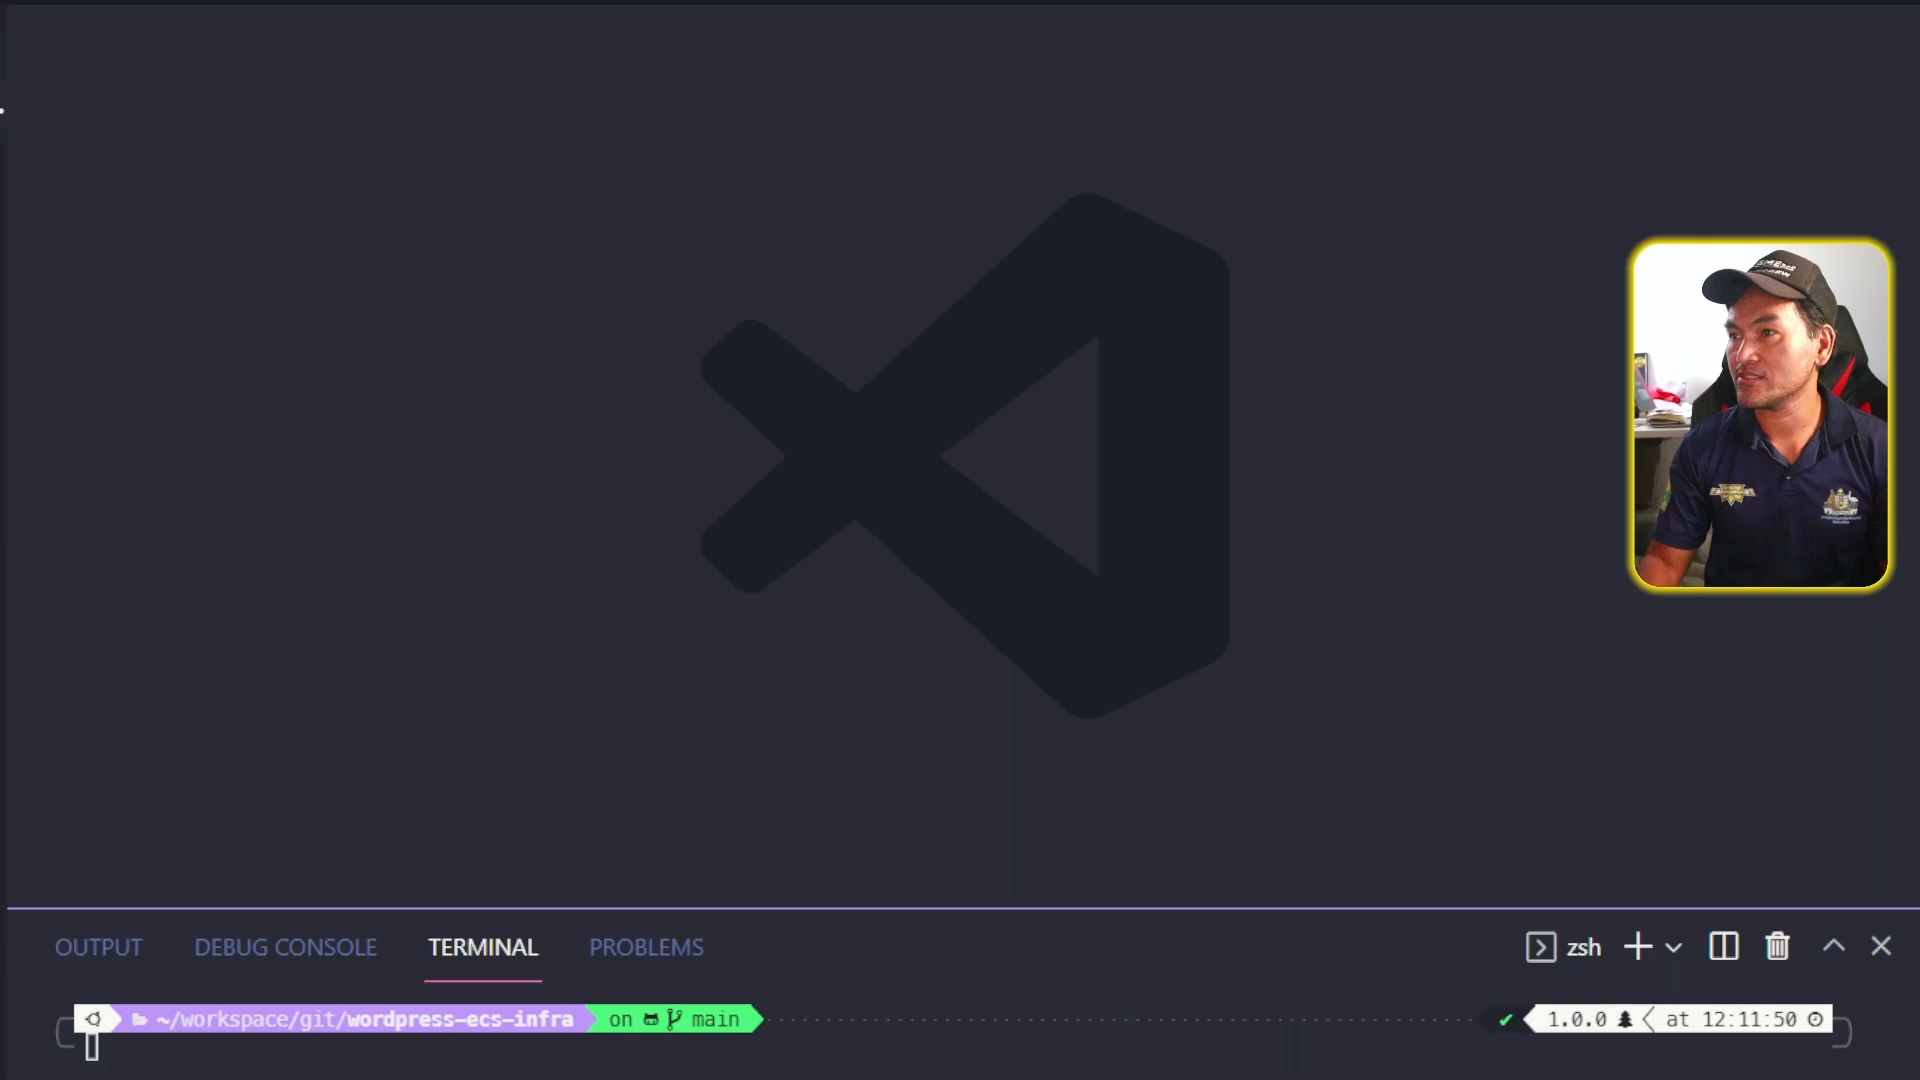 OUTPUT DEBUG CONSOLE TERMINAL PROBLEMS zsh
~/workspace/git/wordpress-ecs-infra on main ✔ 1.0.0 at 12:11:50